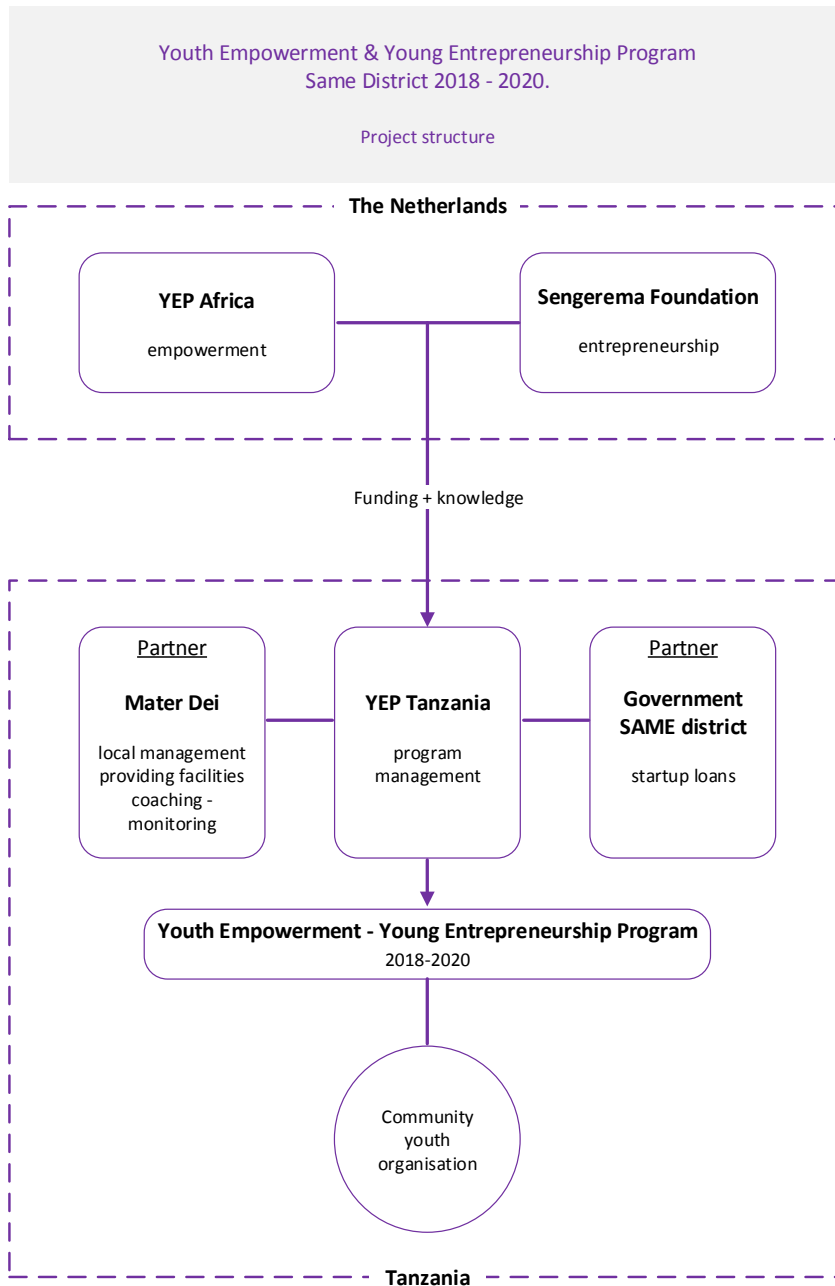 Youth Empowerment & Young Entrepreneurship Program
Same District 2018 - 2020.
Project structure
The Netherlands
YEP Africa
empowerment
Sengerema Foundation
entrepreneurship
Funding + knowledge
Partner
Mater Dei
local management
providing facilities
coaching -
monitoring
YEP Tanzania
program
management
Partner
Government
SAME district
startup loans
Youth Empowerment - Young Entrepreneurship Program
2018-2020
Community
youth
organisation
Tanzania